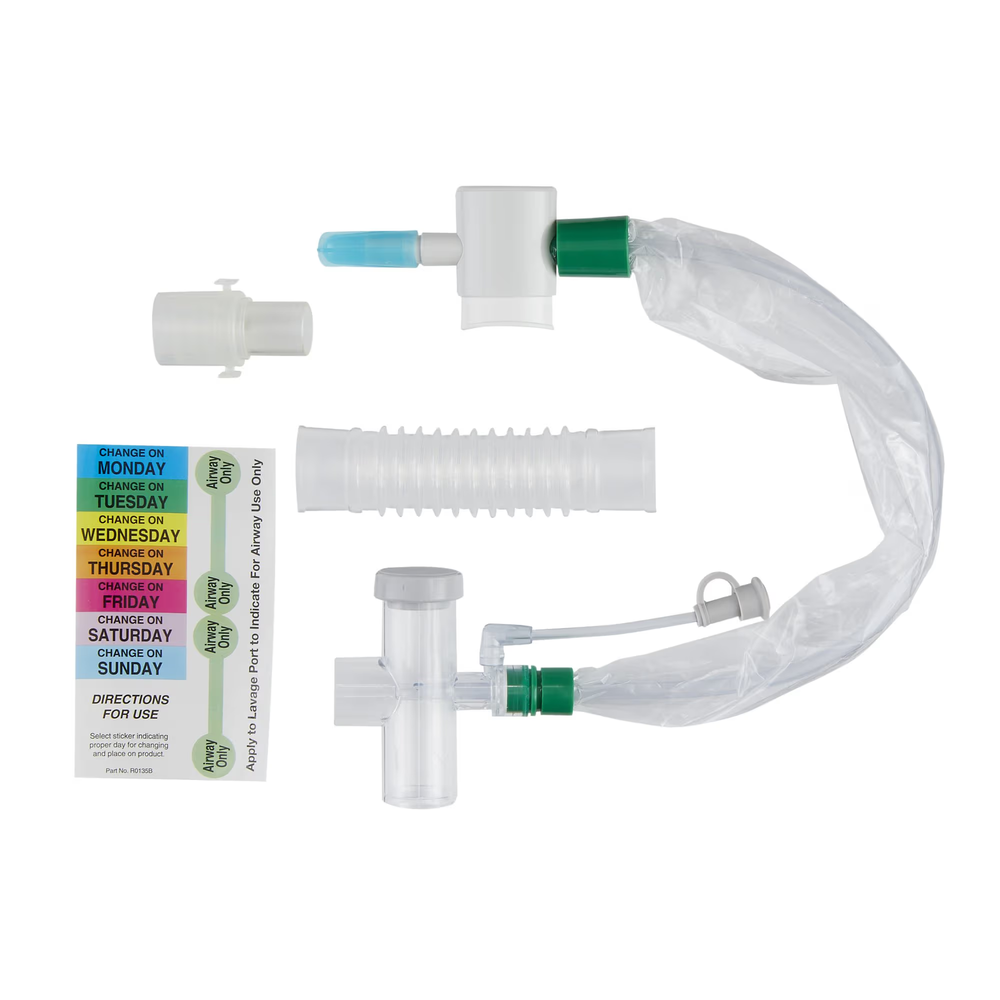 CHANGE ON
MONDAY
CHANGE ON
TUESDAY
CHANGE ON
WEDNESDAY
CHANGE ON
THURSDAY
CHANGE ON
FRIDAY
CHANGE ON
SATURDAY
CHANGE ON
SUNDAY
DIRECTIONS
FOR USE
Select sticker indicating
proper day for changing
and place on product.
Part No. R0135B
Airway
Only
Airway
Only
Airway
Only
Airway
Only
Apply to Lavage Port to Indicate For Airway Use Only